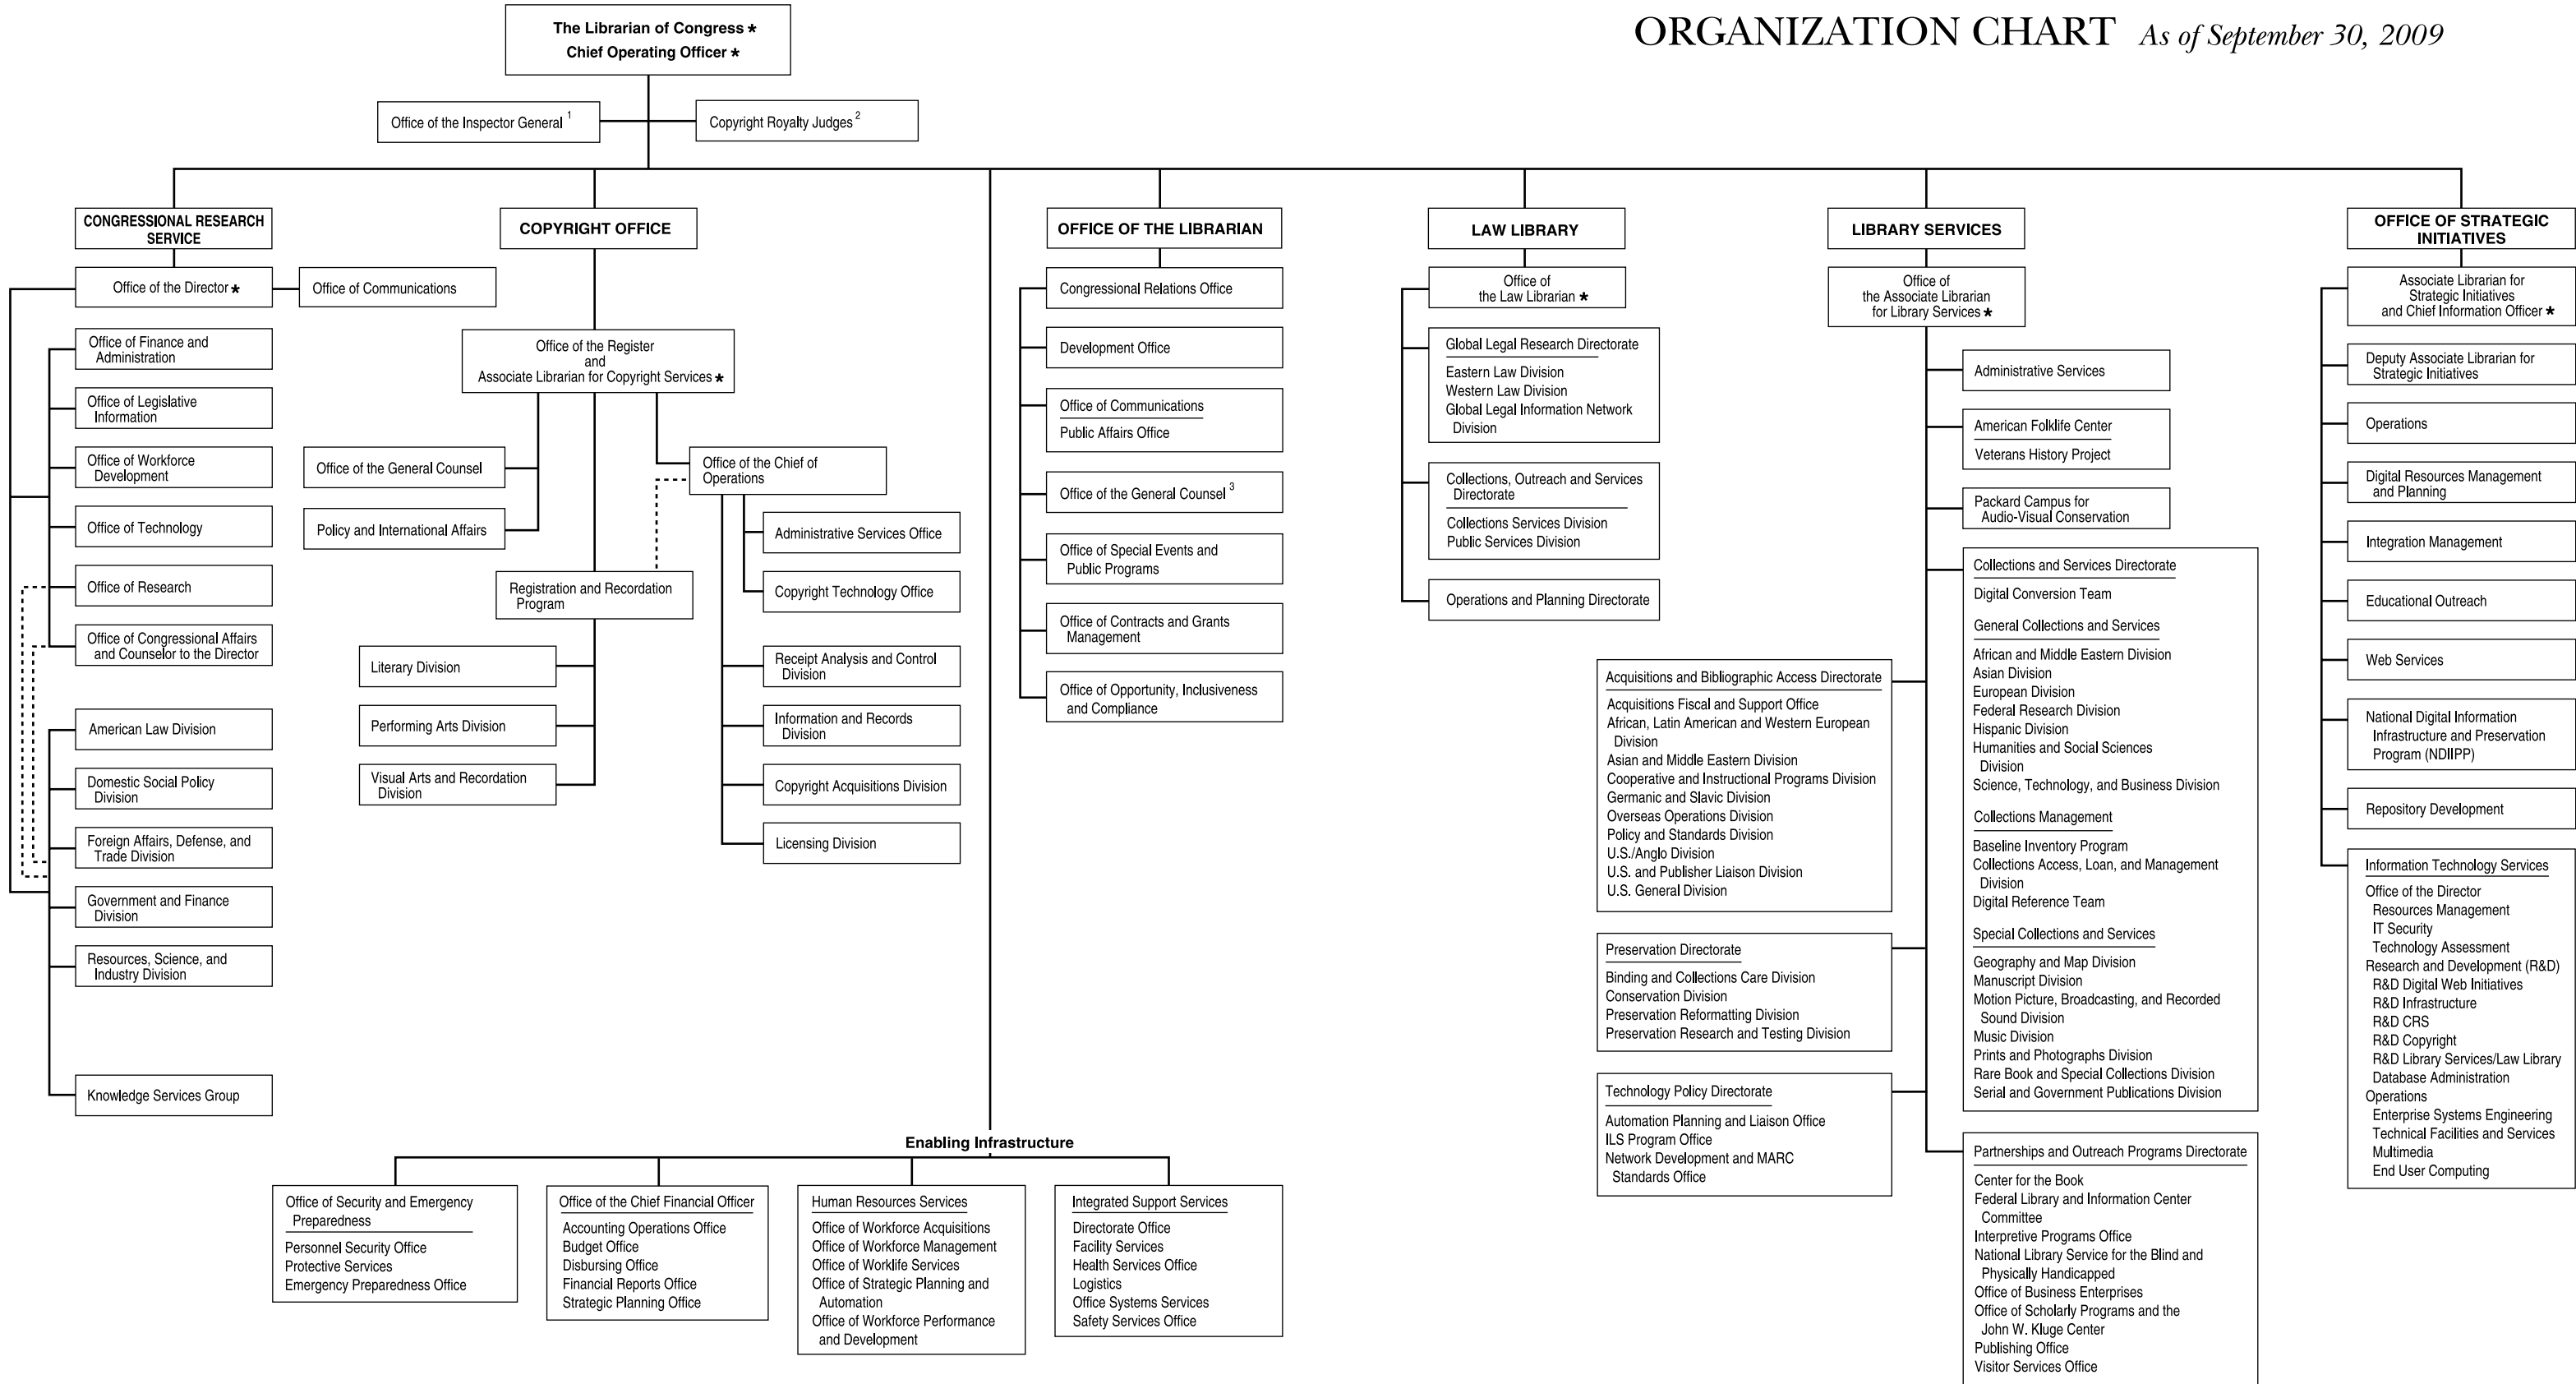 ORGANIZATION CHART As of September 30, 2009
The Librarian of Congress ★
Chief Operating Officer ★
Office of the Inspector General 1
Copyright Royalty Judges 2
CONGRESSIONAL RESEARCH
SERVICE
Office of the Director ★
Office of Communications
Office of Finance and
Administration
Office of Legislative
Information
Office of Workforce
Development
Office of Technology
Office of Research
Office of Congressional Affairs
and Counselor to the Director
American Law Division
Domestic Social Policy
Division
Foreign Affairs, Defense, and
Trade Division
Government and Finance
Division
Resources, Science, and
Industry Division
Knowledge Services Group
COPYRIGHT OFFICE
Office of the Register
and
Associate Librarian for Copyright Services ★
Office of the General Counsel
Policy and International Affairs
Office of the Chief of
Operations
Administrative Services Office
Copyright Technology Office
Registration and Recordation
Program
Literary Division
Performing Arts Division
Visual Arts and Recordation
Division
Receipt Analysis and Control
Division
Information and Records
Division
Copyright Acquisitions Division
Licensing Division
OFFICE OF THE LIBRARIAN
Congressional Relations Office
Development Office
Office of Communications
Public Affairs Office
Office of the General Counsel 3
Office of Special Events and
Public Programs
Office of Contracts and Grants
Management
Office of Opportunity, Inclusiveness
and Compliance
LAW LIBRARY
Office of
the Law Librarian ★
Global Legal Research Directorate
Eastern Law Division
Western Law Division
Global Legal Information Network
Division
Collections, Outreach and Services
Directorate
Collections Services Division
Public Services Division
Operations and Planning Directorate
LIBRARY SERVICES
Office of
the Associate Librarian
for Library Services ★
Administrative Services
American Folklife Center
Veterans History Project
Packard Campus for
Audio-Visual Conservation
Collections and Services Directorate
Digital Conversion Team
General Collections and Services
African and Middle Eastern Division
Asian Division
European Division
Federal Research Division
Hispanic Division
Humanities and Social Sciences
Division
Science, Technology, and Business Division
Collections Management
Baseline Inventory Program
Collections Access, Loan, and Management
Division
Digital Reference Team
Special Collections and Services
Geography and Map Division
Manuscript Division
Motion Picture, Broadcasting, and Recorded
Sound Division
Music Division
Prints and Photographs Division
Rare Book and Special Collections Division
Serial and Government Publications Division
Acquisitions and Bibliographic Access Directorate
Acquisitions Fiscal and Support Office
African, Latin American and Western European
Division
Asian and Middle Eastern Division
Cooperative and Instructional Programs Division
Germanic and Slavic Division
Overseas Operations Division
Policy and Standards Division
U.S./Anglo Division
U.S. and Publisher Liaison Division
U.S. General Division
Preservation Directorate
Binding and Collections Care Division
Conservation Division
Preservation Reformatting Division
Preservation Research and Testing Division
Technology Policy Directorate
Automation Planning and Liaison Office
ILS Program Office
Network Development and MARC
Standards Office
Partnerships and Outreach Programs Directorate
Center for the Book
Federal Library and Information Center
Committee
Interpretive Programs Office
National Library Service for the Blind and
Physically Handicapped
Office of Business Enterprises
Office of Scholarly Programs and the
John W. Kluge Center
Publishing Office
Visitor Services Office
OFFICE OF STRATEGIC
INITIATIVES
Associate Librarian for
Strategic Initiatives
and Chief Information Officer ★
Deputy Associate Librarian for
Strategic Initiatives
Operations
Digital Resources Management
and Planning
Integration Management
Educational Outreach
Web Services
National Digital Information
Infrastructure and Preservation
Program (NDIIPP)
Repository Development
Information Technology Services
Office of the Director
Resources Management
IT Security
Technology Assessment
Research and Development (R&D)
R&D Digital Web Initiatives
R&D Infrastructure
R&D CRS
R&D Copyright
R&D Library Services/Law Library
Database Administration
Operations
Enterprise Systems Engineering
Technical Facilities and Services
Multimedia
End User Computing
Enabling Infrastructure
Office of Security and Emergency
Preparedness
Personnel Security Office
Protective Services
Emergency Preparedness Office
Office of the Chief Financial Officer
Accounting Operations Office
Budget Office
Disbursing Office
Financial Reports Office
Strategic Planning Office
Human Resources Services
Office of Workforce Acquisitions
Office of Workforce Management
Office of Worklife Services
Office of Strategic Planning and
Automation
Office of Workforce Performance
and Development
Integrated Support Services
Directorate Office
Facility Services
Health Services Office
Logistics
Office Systems Services
Safety Services Office